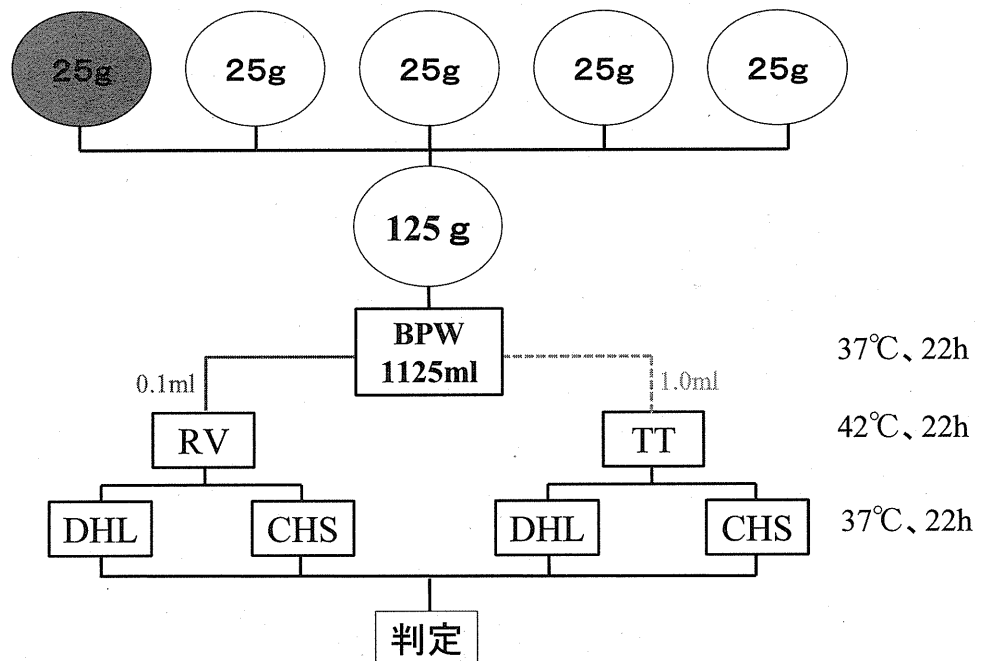 25g 25g 25g 25g 25g
125 g
BPW
1125ml
37℃、22h
0.1ml
1.0ml
RV
TT
42℃、22h
DHL
CHS
DHL
CHS
37℃、22h
判定